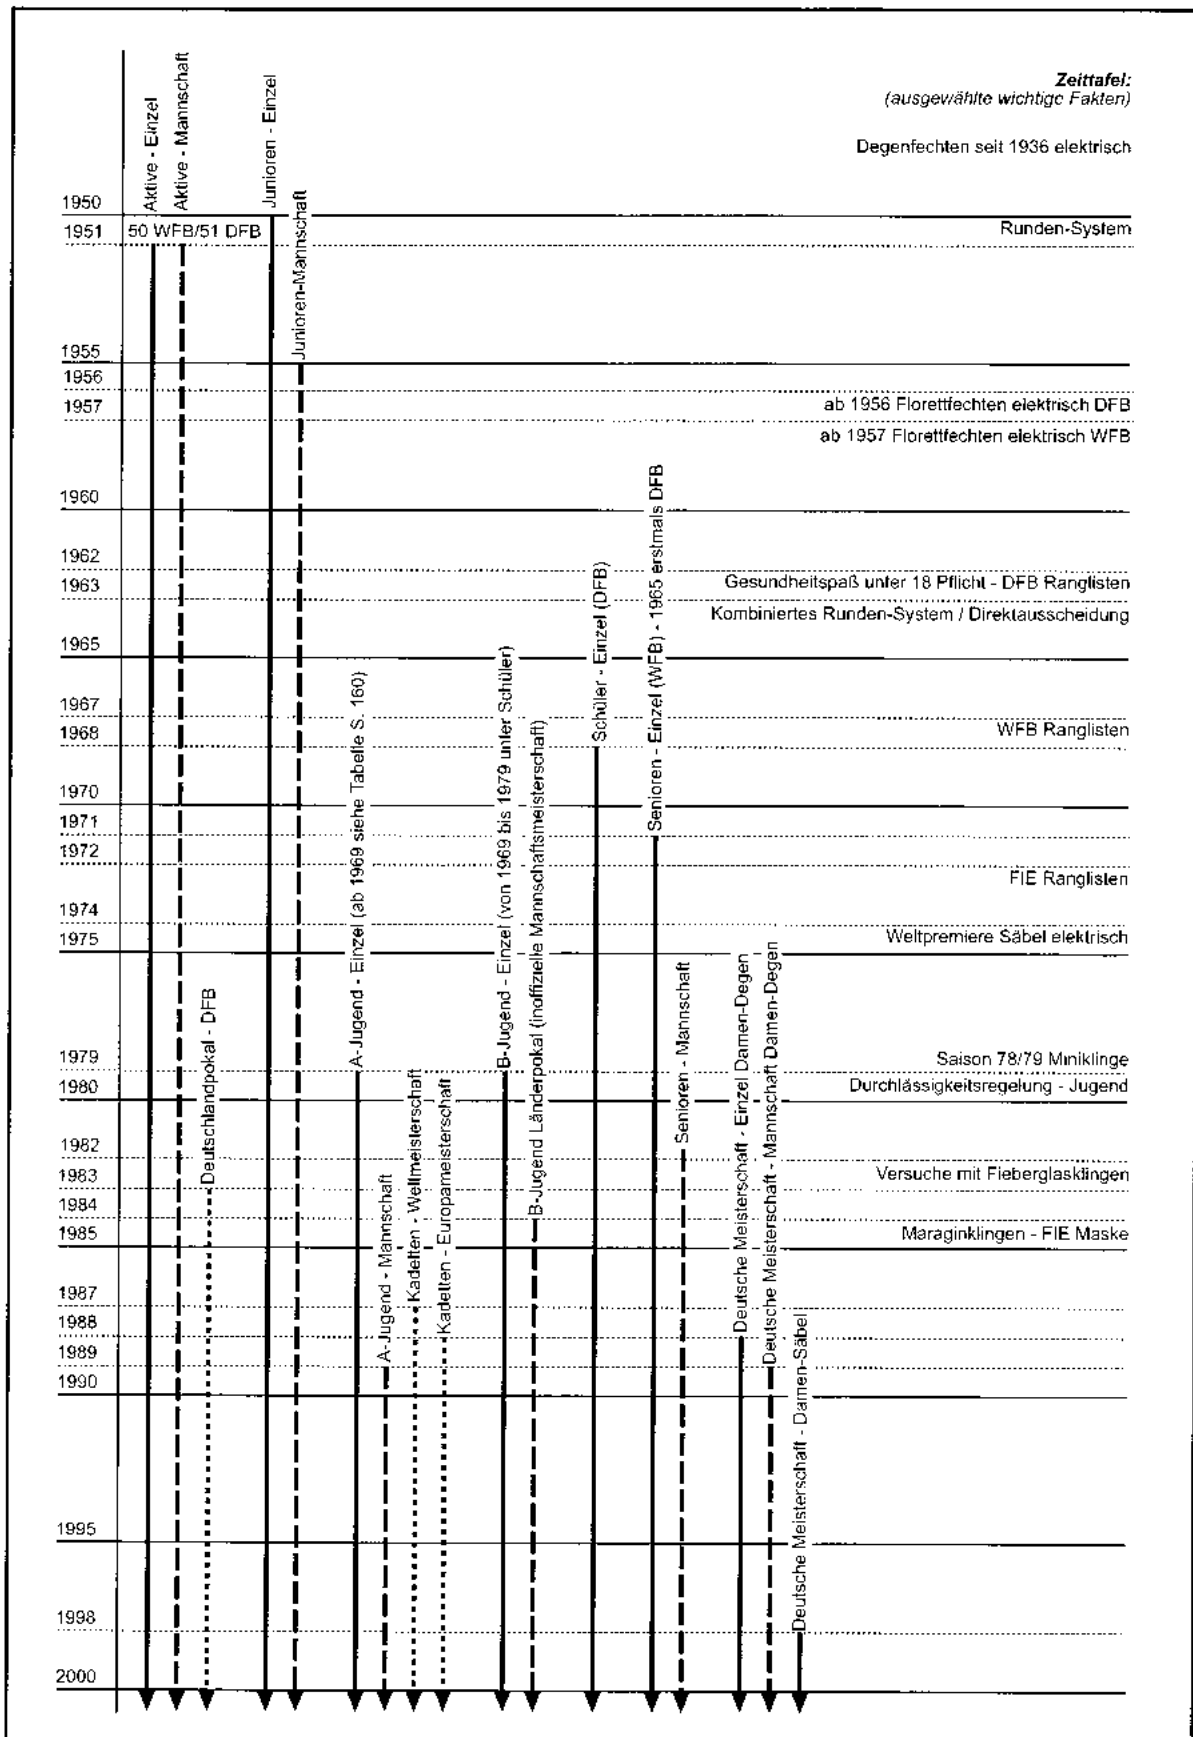 Zeittafel:
(ausgewählte wichtige Fakten)
Degenfechten seit 1936 elektrisch
Aktive - Einzel
Aktive - Mannschaft
Junioren - Einzel
Junioren-Mannschaft
1950
1951
50 WFB/51 DFB
Runden-System
1955
1956
1957
ab 1956 Florettfechten elektrisch DFB
ab 1957 Florettfechten elektrisch WFB
1960
1962
1963
Gesundheitspaß unter 18 Pflicht - DFB Ranglisten
Kombiniertes Runden-System / Direktausscheidung
1965
1967
1968
WFB Ranglisten
A-Jugend - Einzel (ab 1969 siehe Tabelle S. 160)
B-Jugend - Einzel (von 1969 bis 1979 unter Schüler)
B-Jugend Länderpokal (inoffizielle Mannschaftsmeisterschaft)
Schüler - Einzel (DFB)
Senioren - Einzel (WFB) - 1965 erstmals DFB
1970
1971
1972
FIE Ranglisten
1974
1975
Weltpremiere Säbel elektrisch
Deutschlandpokal - DFB
Senioren - Mannschaft
Deutsche Meisterschaft - Einzel Damen-Degen
Deutsche Meisterschaft - Mannschaft Damen-Degen
1979
1980
Saison 78/79 Miniklinge
Durchlässigkeitsregelung - Jugend
A-Jugend - Mannschaft
Kadetten - Weltmeisterschaft
Kadetten - Europameisterschaft
1982
1983
1984
1985
Versuche mit Fieberglasklingen
Maraginklingen - FIE Maske
1987
1988
1989
1990
Deutsche Meisterschaft - Damen-Säbel
1995
1998
2000